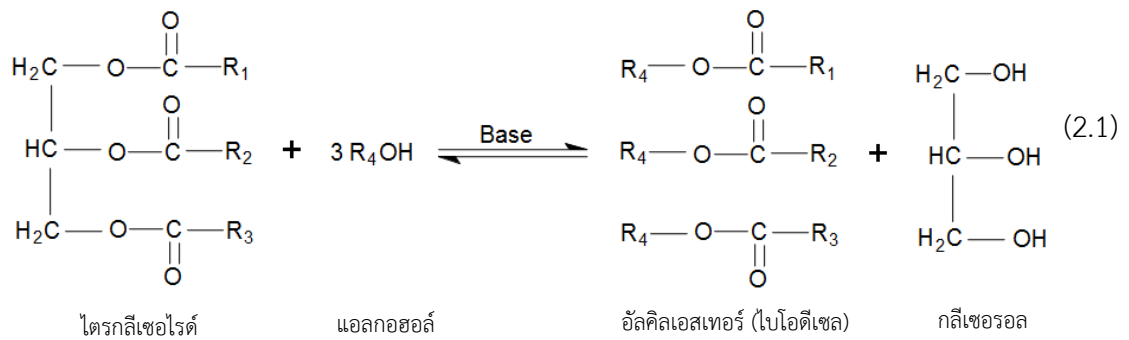 O O
H₂C—O—C—R₁ R₄—O—C—R₁ H₂C—OH
O O
HC—O—C—R₂ + 3 R₄OH Base R₄—O—C—R₂ + HC—OH (2.1)
H₂C—O—C—R₃ R₄—O—C—R₃ H₂C—OH
O O
ไตรกลีเซอไรด์ แอลกอฮอล์ อัลคิลเอสเทอร์ (ไบโอดีเซล) กลีเซอรอล